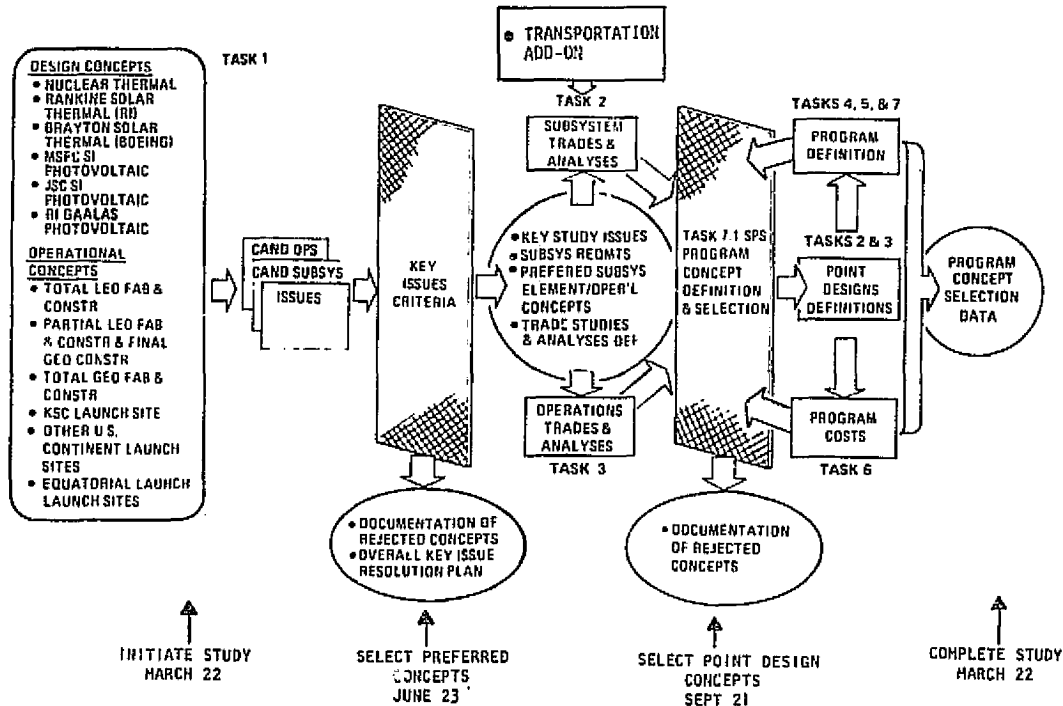 TASK 1
DESIGN CONCEPTS
• NUCLEAR THERMAL
• RANKINE SOLAR
THERMAL (RI)
• BRAYTON SOLAR
THERMAL (BOEING)
• MSFC SI
PHOTOVOLTAIC
• JSC SI
PHOTOVOLTAIC
• RI GAALAS
PHOTOVOLTAIC
OPERATIONAL
CONCEPTS
• TOTAL LEO FAB &
CONSTR
• PARTIAL LEO FAB
& CONSTR & FINAL
GEO CONSTR
• TOTAL GEO FAB &
CONSTR
• KSC LAUNCH SITE
• OTHER U.S.
CONTINENT LAUNCH
SITES
• EQUATORIAL LAUNCH
LAUNCH SITES
CAND OPS
CAND SUBSYS
ISSUES
KEY
ISSUES
CRITERIA
• DOCUMENTATION OF
REJECTED CONCEPTS
• OVERALL KEY ISSUE
RESOLUTION PLAN
• TRANSPORTATION
ADD-ON
TASK 2
SUBSYSTEM
TRADES &
ANALYSES
• KEY STUDY ISSUES
• SUBSYS REQMTS
• PREFERRED SUBSYS
ELEMENT/OPER'L
CONCEPTS
• TRADE STUDIES
& ANALYSES DEF
OPERATIONS
TRADES &
ANALYSES
TASK 3
TASK 7.1 SPS
PROGRAM
CONCEPT
DEFINITION
& SELECTION
• DOCUMENTATION
OF REJECTED
CONCEPTS
TASKS 4, 5, & 7
PROGRAM
DEFINITION
TASKS 2 & 3
POINT
DESIGNS
DEFINITIONS
PROGRAM
COSTS
TASK 6
PROGRAM
CONCEPT
SELECTION
DATA
INITIATE STUDY
MARCH 22
SELECT PREFERRED
CONCEPTS
JUNE 23
SELECT POINT DESIGN
CONCEPTS
SEPT 21
COMPLETE STUDY
MARCH 22